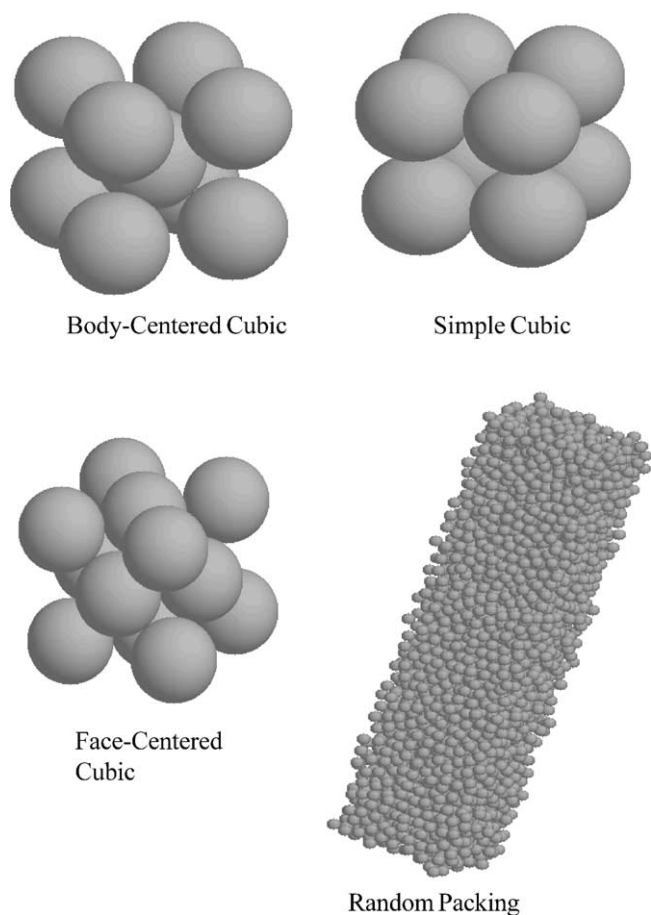 Body-Centered Cubic
Simple Cubic
Face-Centered
Cubic
Random Packing